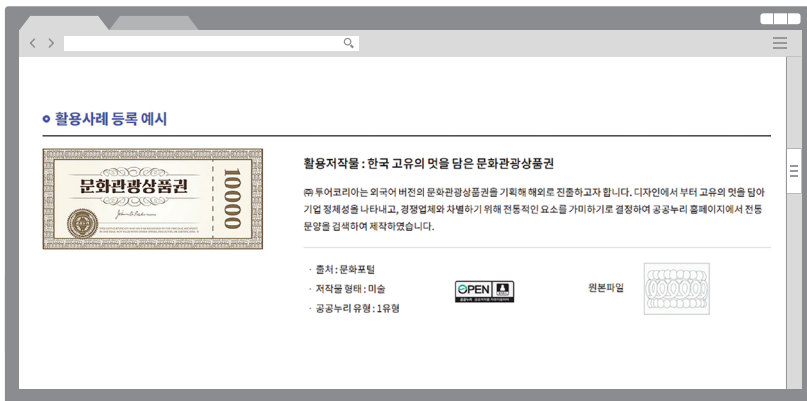 활용사례 등록 예시
문화관광상품권
10000
활용저작물 : 한국 고유의 멋을 담은 문화관광상품권
㈜ 투어코리아는 외국어 버전의 문화관광상품권을 기획해 해외로 진출하고자 합니다. 디자인에서 부터 고유의 멋을 담아
기업 정체성을 나타내고, 경쟁업체와 차별하기 위해 전통적인 요소를 가미하기로 결정하여 공공누리 홈페이지에서 전통
문양을 검색하여 제작하였습니다.
· 출처 : 문화포털
· 저작물 형태 : 미술
· 공공누리 유형 : 1유형
OPEN
원본파일